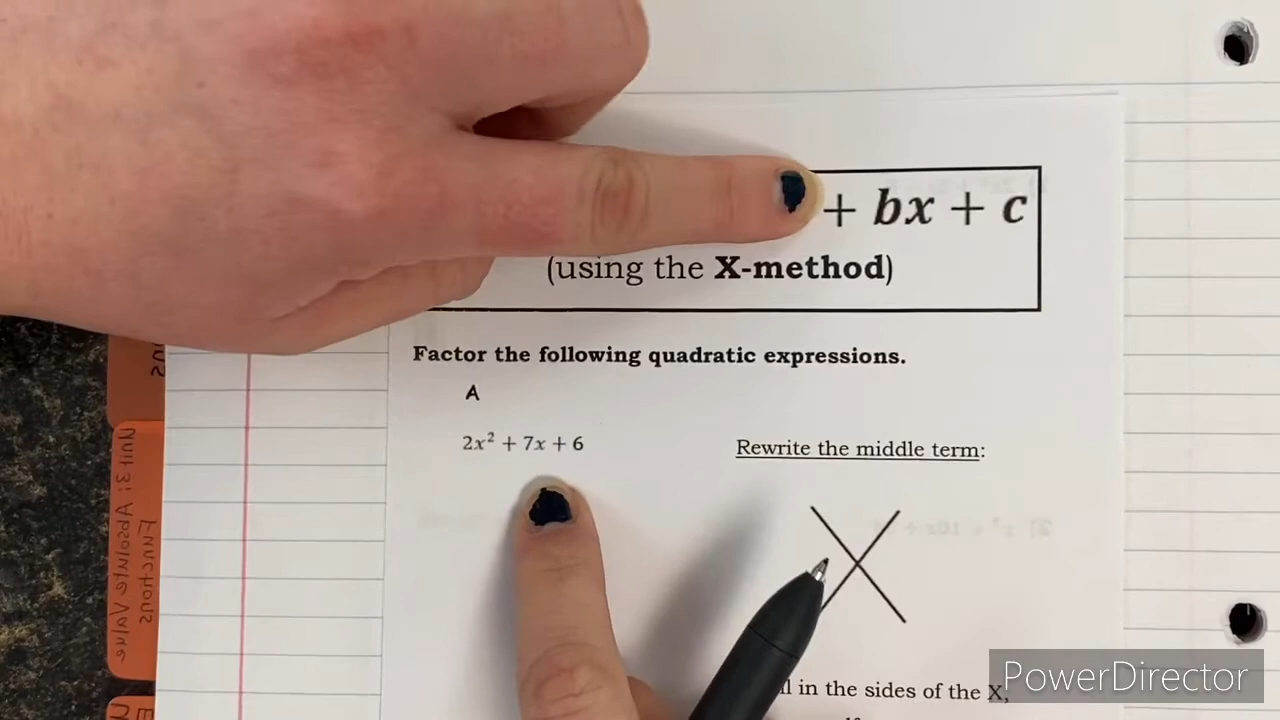 + bx + c
(using the X-method)
Factor the following quadratic expressions.
A
2x² + 7x + 6
Rewrite the middle term:
in the sides of the X,
Unit 3: Absolute Value
Functions
PowerDirector